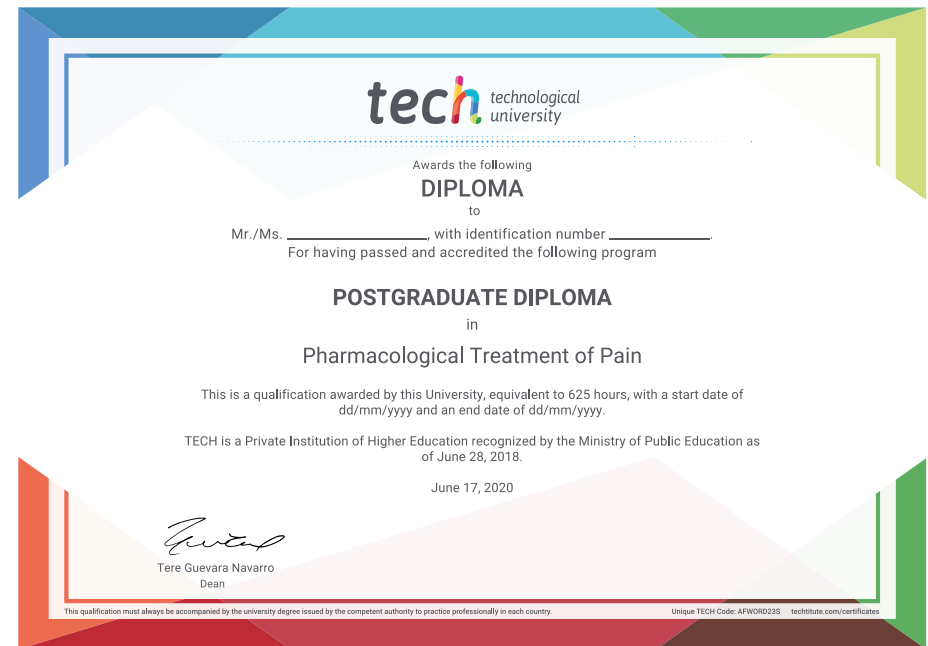 tech technological
university
Awards the following
DIPLOMA
to
Mr./Ms. ____________________, with identification number ______________.
For having passed and accredited the following program
POSTGRADUATE DIPLOMA
in
Pharmacological Treatment of Pain
This is a qualification awarded by this University, equivalent to 625 hours, with a start date of
dd/mm/yyyy and an end date of dd/mm/yyyy.
TECH is a Private Institution of Higher Education recognized by the Ministry of Public Education as
of June 28, 2018.
June 17, 2020
Tere Guevara Navarro
Dean
This qualification must always be accompanied by the university degree issued by the competent authority to practice professionally in each country.
Unique TECH Code: AFWORD23S techtitute.com/certificates